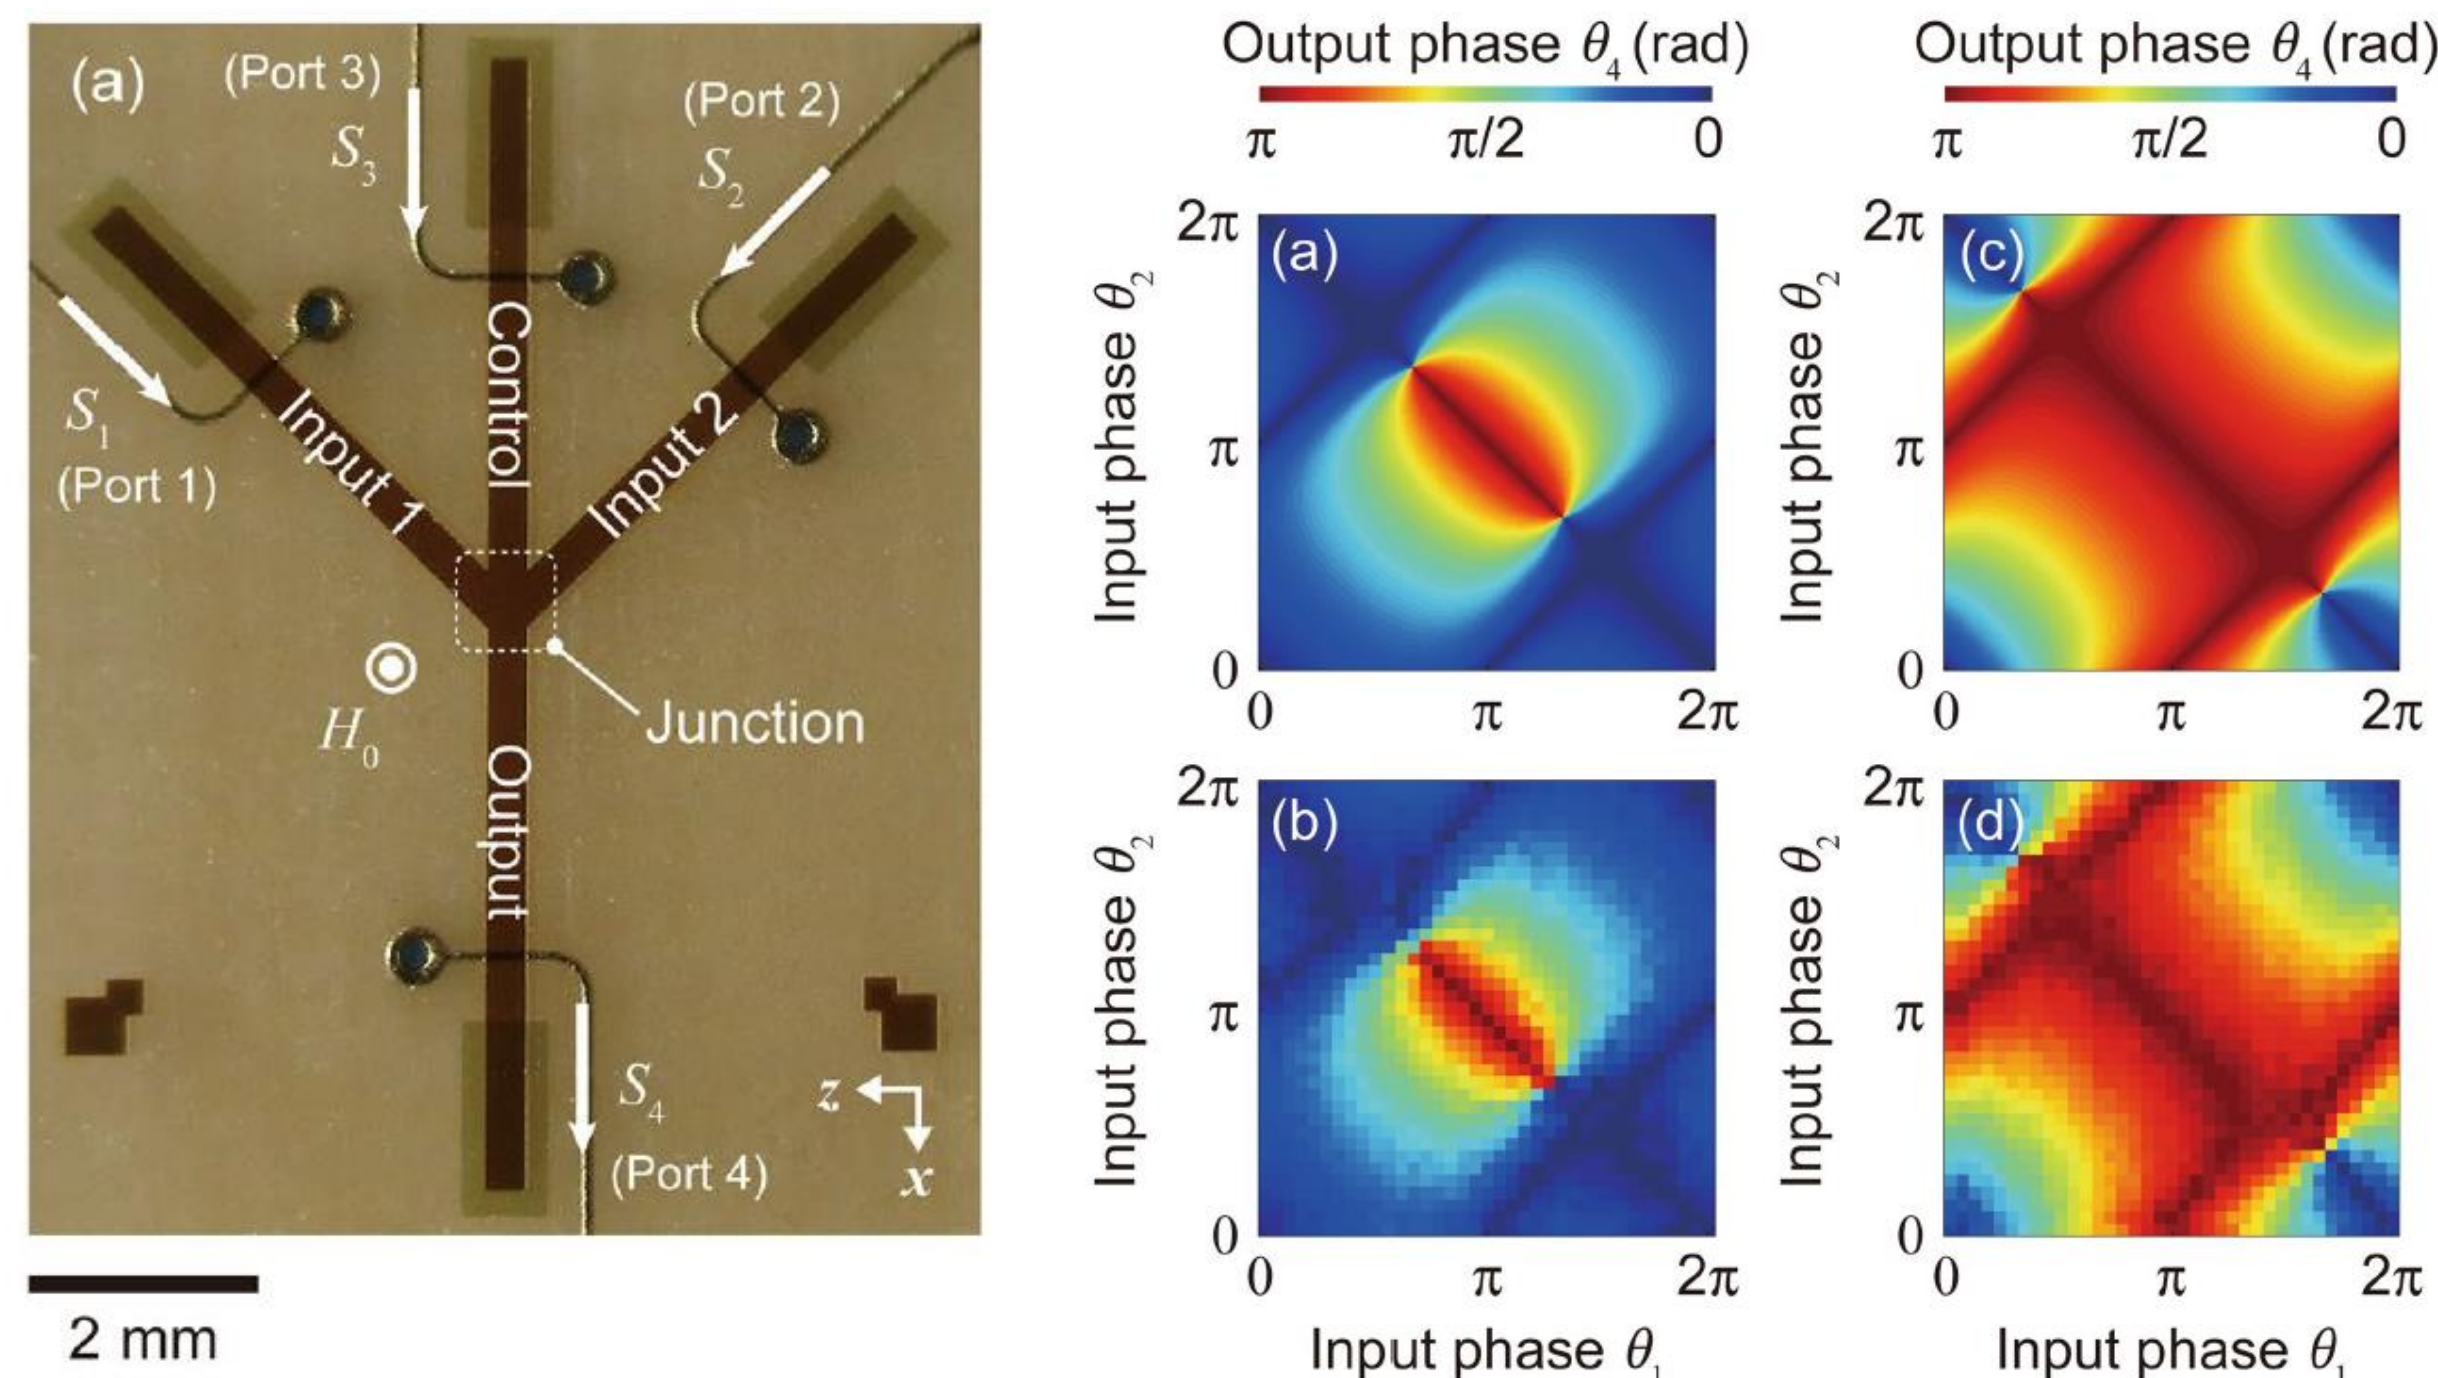 (a)
(Port 3)
S₃
(Port 2)
S₂
S₁
(Port 1)
Input 1
Control
Input 2
H₀
Junction
Output
S₄
(Port 4)
z
x
2 mm
Output phase θ₄ (rad)
π π/2 0
Input phase θ₂
2π
π
0
(a)
0 π 2π
Input phase θ₂
2π
π
0
(b)
0 π 2π
Input phase θ₁
Output phase θ₄ (rad)
π π/2 0
Input phase θ₂
2π
π
0
(c)
0 π 2π
Input phase θ₂
2π
π
0
(d)
0 π 2π
Input phase θ₁